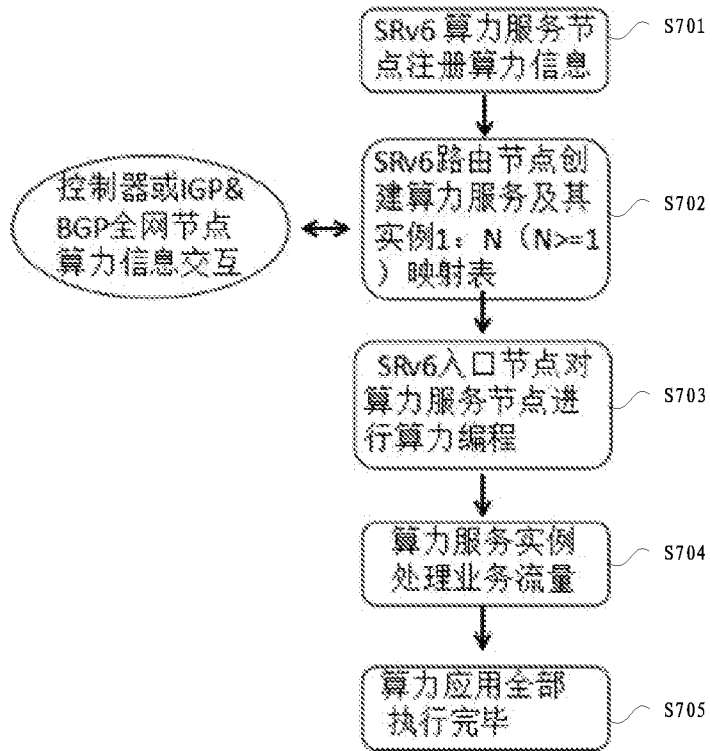 SRv6 算力服务节
点注册算力信息
S701
SRv6路由节点创
建算力服务及其
实例1：N（N>=1
）映射表
S702
控制器或IGP&
BGP全网节点
算力信息交互
SRv6入口节点对
算力服务节点进
行算力编程
S703
算力服务实例
处理业务流量
S704
算力应用全部
执行完毕
S705